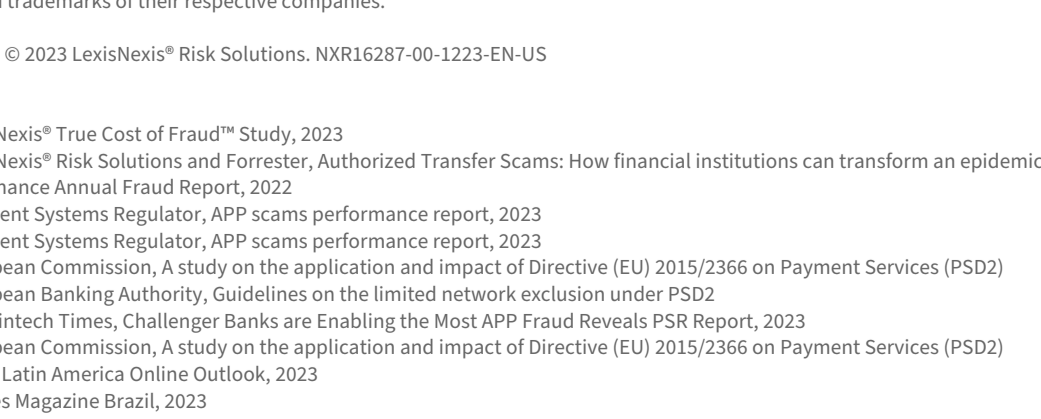 trademarks of their respective companies.
© 2023 LexisNexis® Risk Solutions. NXR16287-00-1223-EN-US
Nexis® True Cost of Fraud™ Study, 2023
Nexis® Risk Solutions and Forrester, Authorized Transfer Scams: How financial institutions can transform an epidemic
nance Annual Fraud Report, 2022
ent Systems Regulator, APP scams performance report, 2023
ent Systems Regulator, APP scams performance report, 2023
pean Commission, A study on the application and impact of Directive (EU) 2015/2366 on Payment Services (PSD2)
pean Banking Authority, Guidelines on the limited network exclusion under PSD2
intech Times, Challenger Banks are Enabling the Most APP Fraud Reveals PSR Report, 2023
pean Commission, A study on the application and impact of Directive (EU) 2015/2366 on Payment Services (PSD2)
Latin America Online Outlook, 2023
s Magazine Brazil, 2023